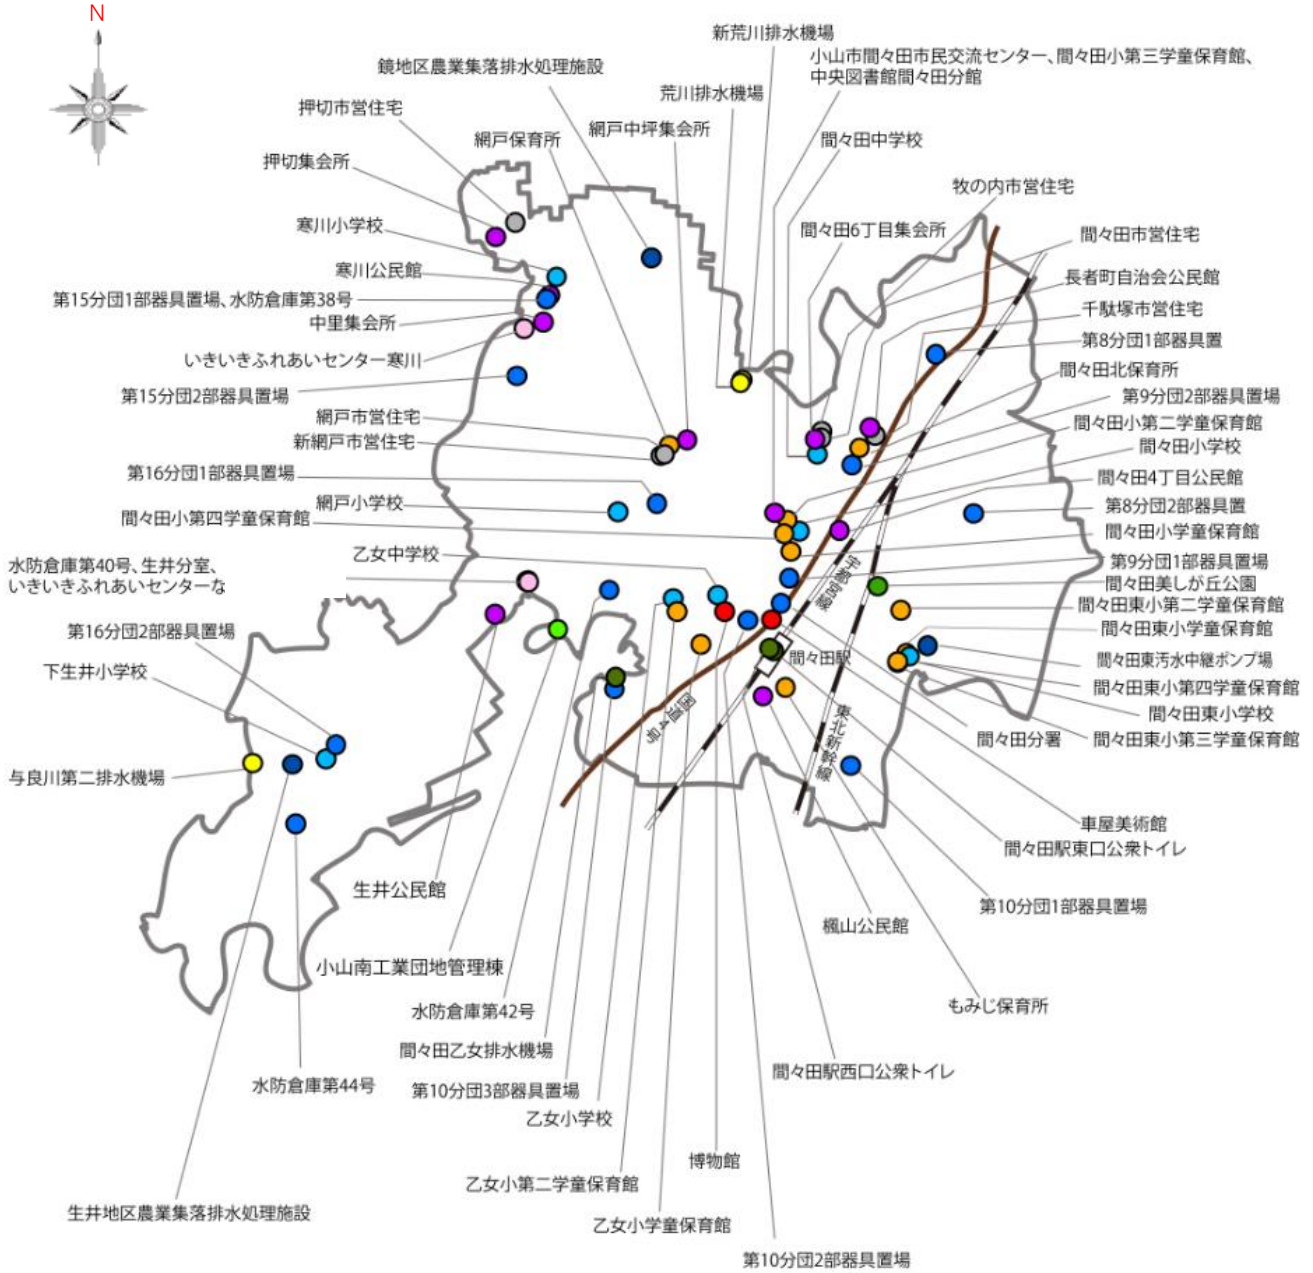 N
新荒川排水機場
小山市間々田市民交流センター、間々田小第三学童保育館、
中央図書館間々田分館
鏡地区農業集落排水処理施設
荒川排水機場
押切市営住宅
網戸中坪集会所
網戸保育所
間々田中学校
押切集会所
牧の内市営住宅
寒川小学校
間々田6丁目集会所
間々田市営住宅
寒川公民館
長者町自治会公民館
第15分団1部器具置場、水防倉庫第38号
千駄塚市営住宅
中里集会所
第8分団1部器具置
いきいきふれあいセンター寒川
間々田北保育所
第15分団2部器具置場
第9分団2部器具置場
網戸市営住宅
間々田小第二学童保育館
新網戸市営住宅
間々田小学校
第16分団1部器具置場
間々田4丁目公民館
網戸小学校
第8分団2部器具置
間々田小第四学童保育館
間々田小学童保育館
乙女中学校
第9分団1部器具置場
水防倉庫第40号、生井分室、
いきいきふれあいセンターな
宇都宮線
間々田美しが丘公園
間々田東小第二学童保育館
第16分団2部器具置場
間々田東小学童保育館
間々田駅
間々田東汚水中継ポンプ場
下生井小学校
間々田東小第四学童保育館
国道4号
東北新幹線
間々田東小学校
間々田分署
間々田東小第三学童保育館
与良川第二排水機場
車屋美術館
間々田駅東口公衆トイレ
生井公民館
第10分団1部器具置場
楓山公民館
小山南工業団地管理棟
もみじ保育所
水防倉庫第42号
間々田乙女排水機場
間々田駅西口公衆トイレ
水防倉庫第44号
第10分団3部器具置場
乙女小学校
博物館
乙女小第二学童保育館
生井地区農業集落排水処理施設
乙女小学童保育館
第10分団2部器具置場